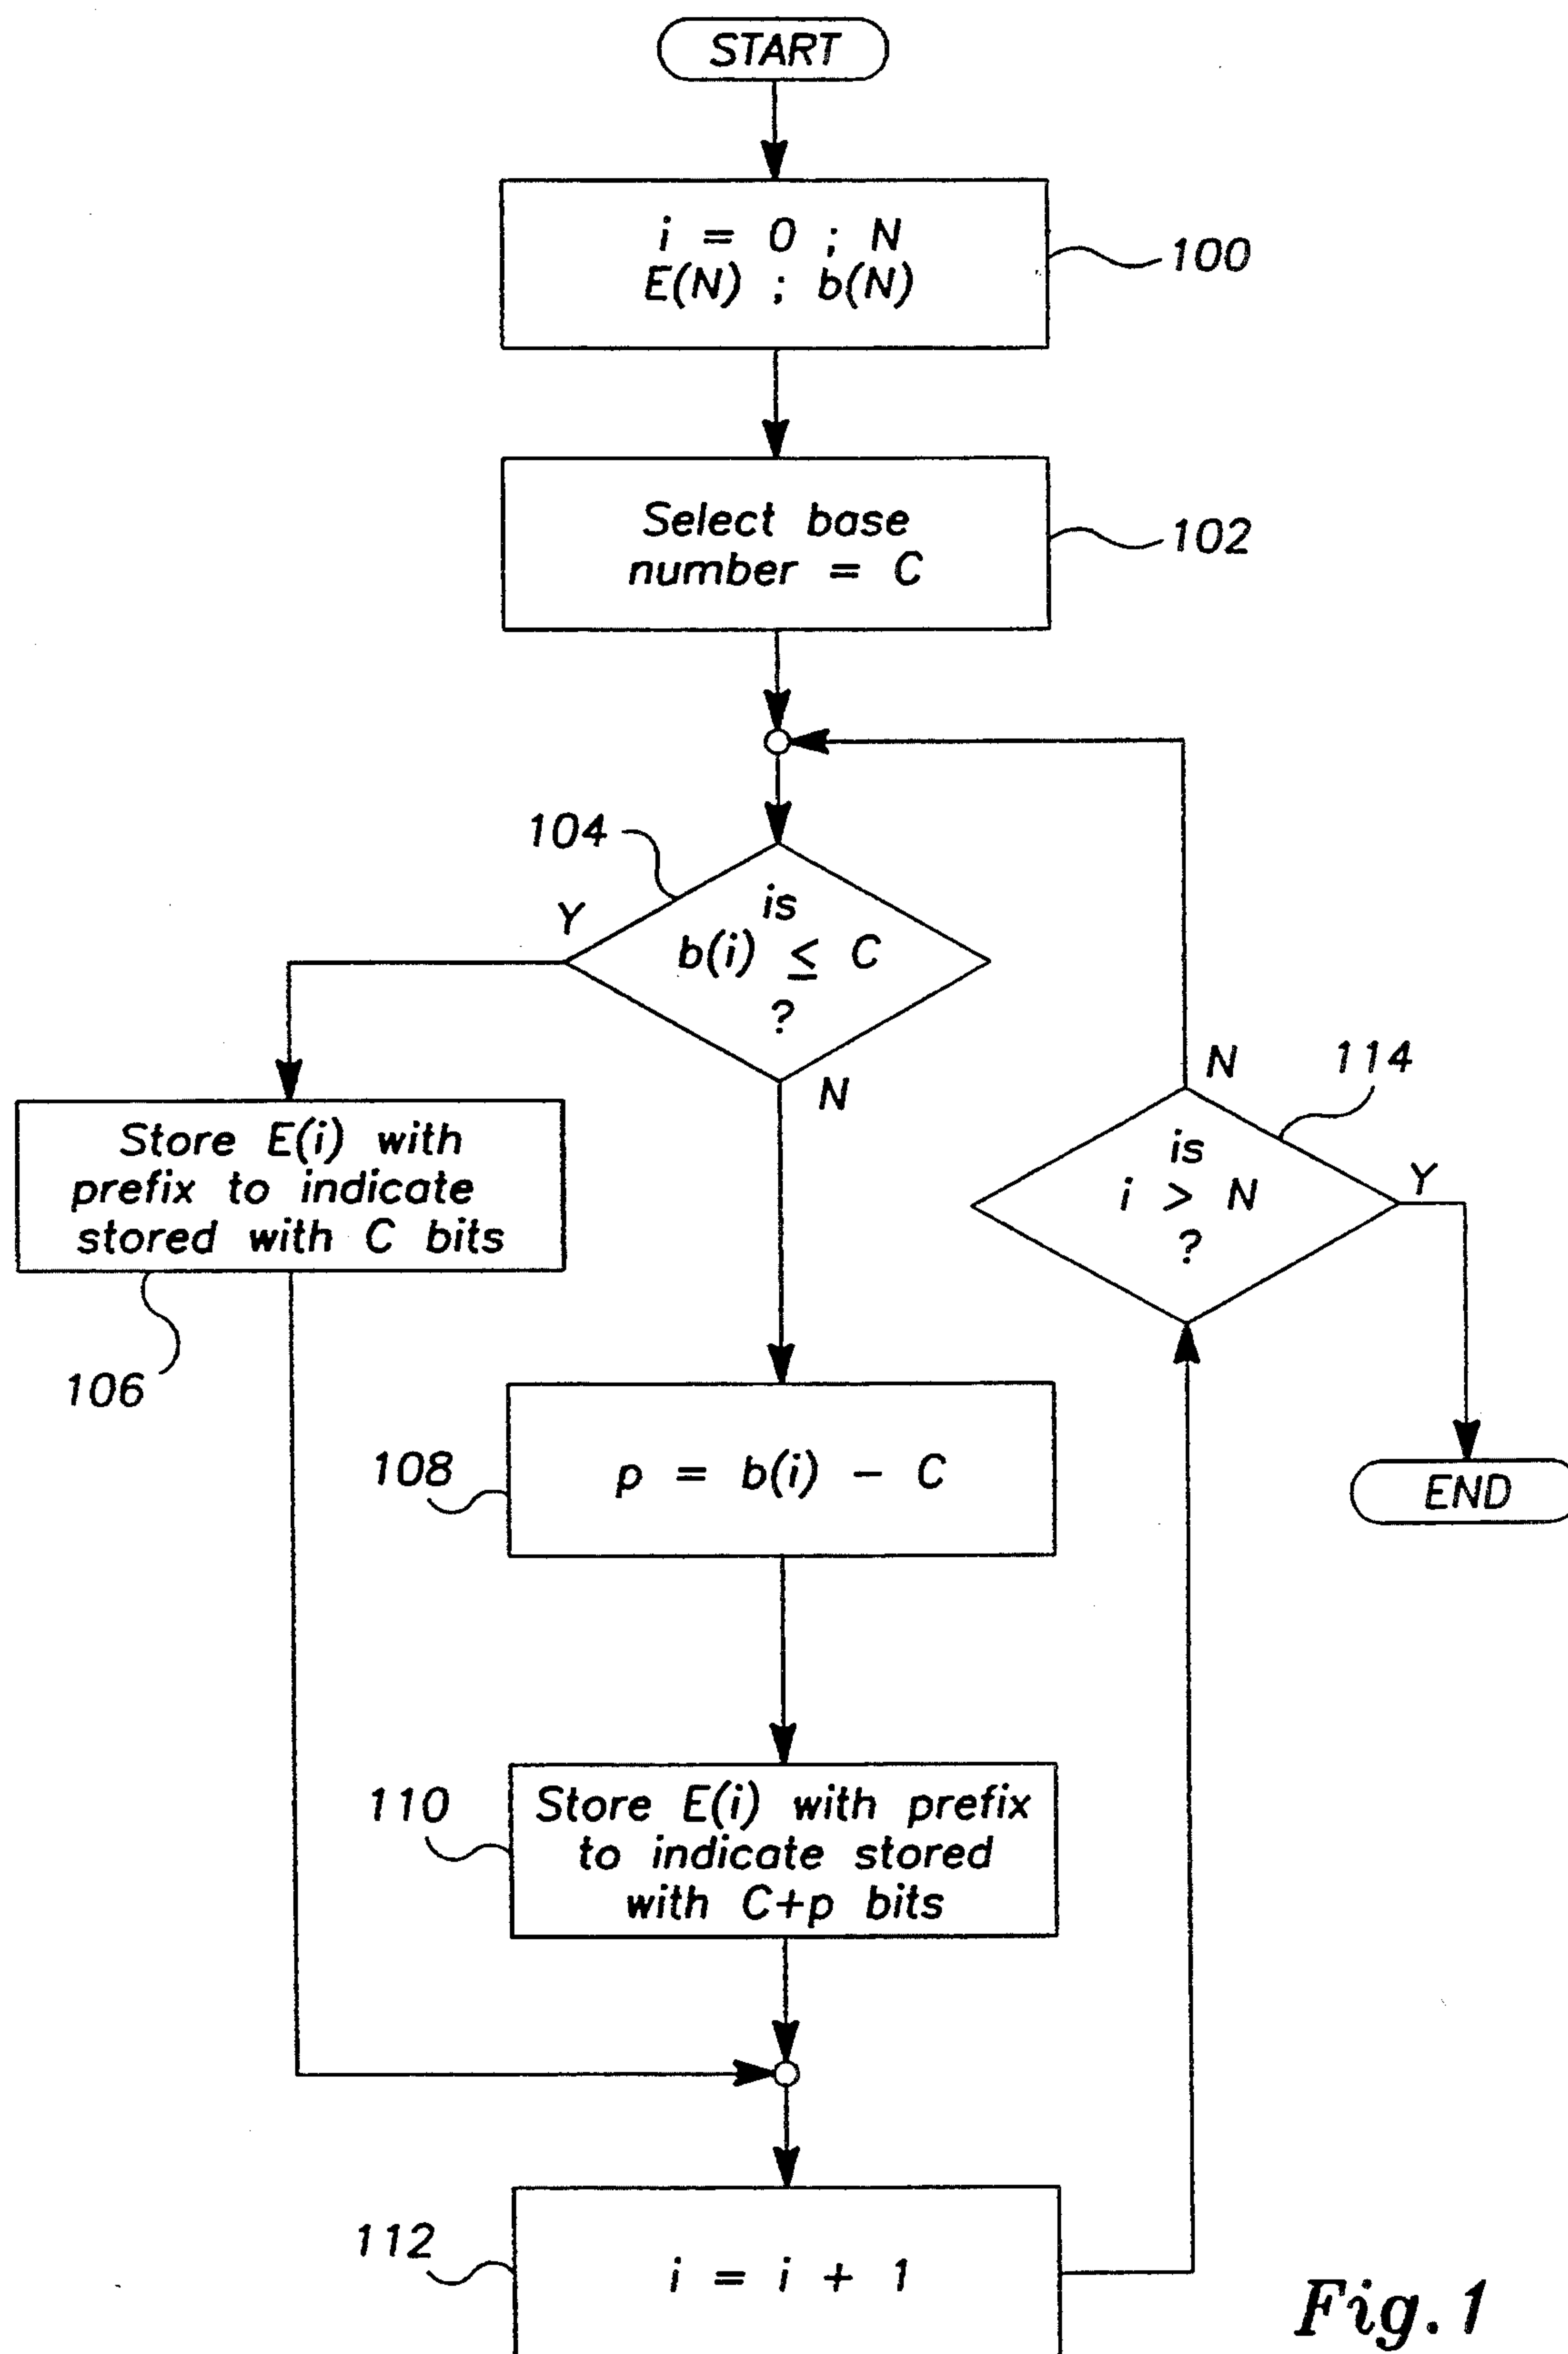 START
i = 0 ; N
E(N) ; b(N)
100
Select base
number = C
102
104
Y
is
b(i) ≤ C
?
N
Store E(i) with
prefix to indicate
stored with C bits
106
N
114
is
i > N
?
Y
108
p = b(i) - C
END
110
Store E(i) with prefix
to indicate stored
with C+p bits
112
i = i + 1
Fig. 1